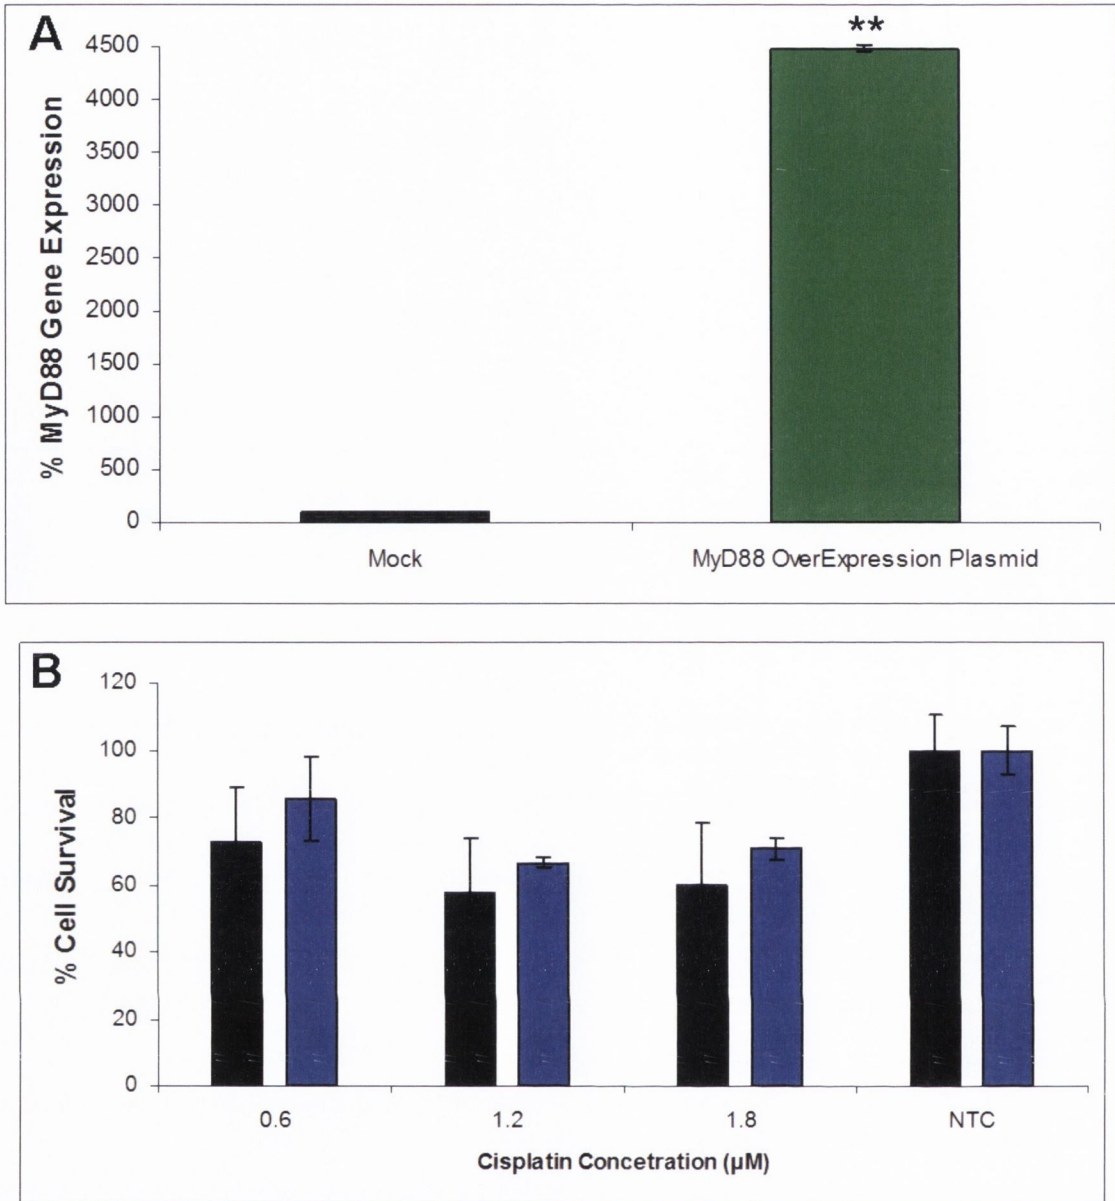 A
**
4500
4000
3500
3000
2500
2000
1500
1000
500
0
% MyD88 Gene Expression
Mock
MyD88 OverExpression Plasmid
B
120
100
80
60
40
20
0
% Cell Survival
0.6
1.2
1.8
NTC
Cisplatin Concetration (µM)